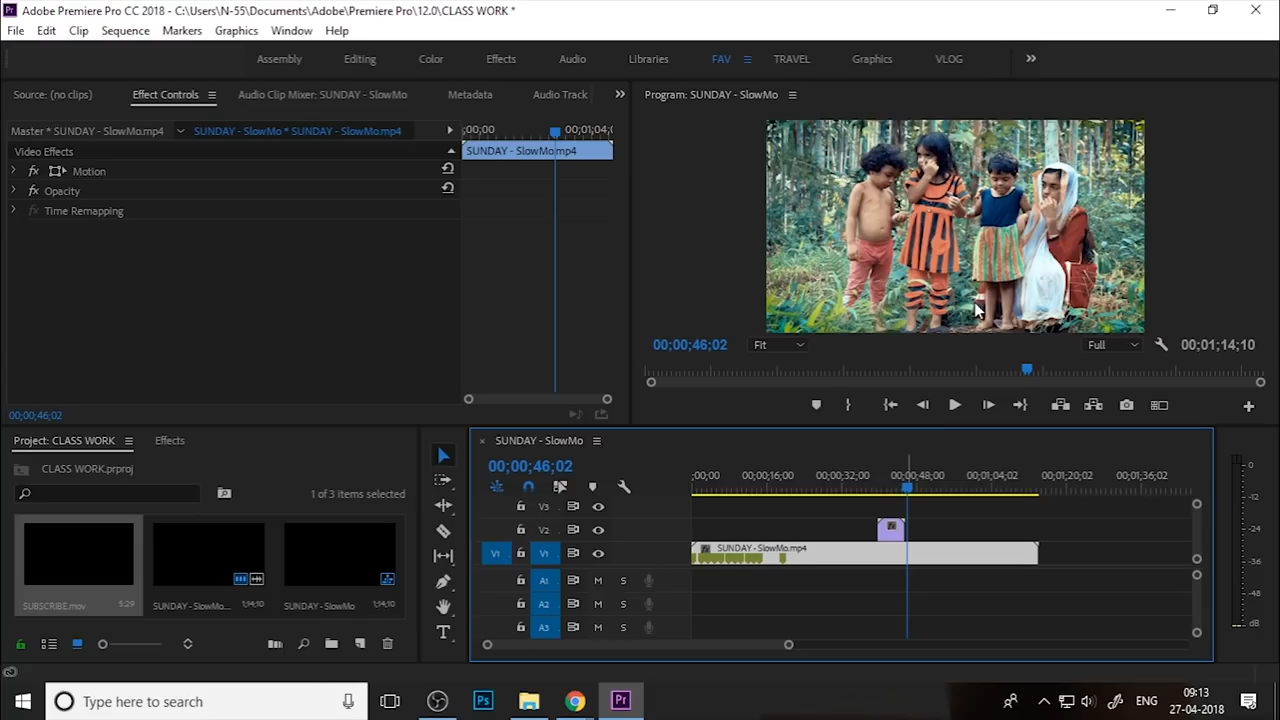 Adobe Premiere Pro CC 2018 - C:\Users\N-55\Documents\Adobe\Premiere Pro\12.0\CLASS WORK *
File Edit Clip Sequence Markers Graphics Window Help
Assembly Editing Color Effects Audio Libraries FAV TRAVEL Graphics VLOG
Source: (no clips) Effect Controls Audio Clip Mixer: SUNDAY - SlowMo Metadata Audio Track
Program: SUNDAY - SlowMo
Master * SUNDAY - SlowMo.mp4 SUNDAY - SlowMo * SUNDAY - SlowMo.mp4
;00;00 00;01;04;
Video Effects
SUNDAY - SlowMo.mp4
fx Motion
fx Opacity
fx Time Remapping
00;00;46;02
00;00;46;02 Fit Full 00;01;14;10
Project: CLASS WORK Effects
CLASS WORK.prproj
1 of 3 items selected
SUBSCRIBE.mov 5;29
SUNDAY - SlowMo... 1;14;10
SUNDAY - SlowMo 1;14;10
SUNDAY - SlowMo
00;00;46;02
;00;00 00;00;16;00 00;00;32;00 00;00;48;00 00;01;04;02 00;01;20;02 00;01;36;02
V3
V2
V1 V1 SUNDAY - SlowMo.mp4
A1 M S
A2 M S
A3 M S
0
-12
-24
-36
-48
dB
Type here to search
Ps
Pr
ENG
09:13
27-04-2018